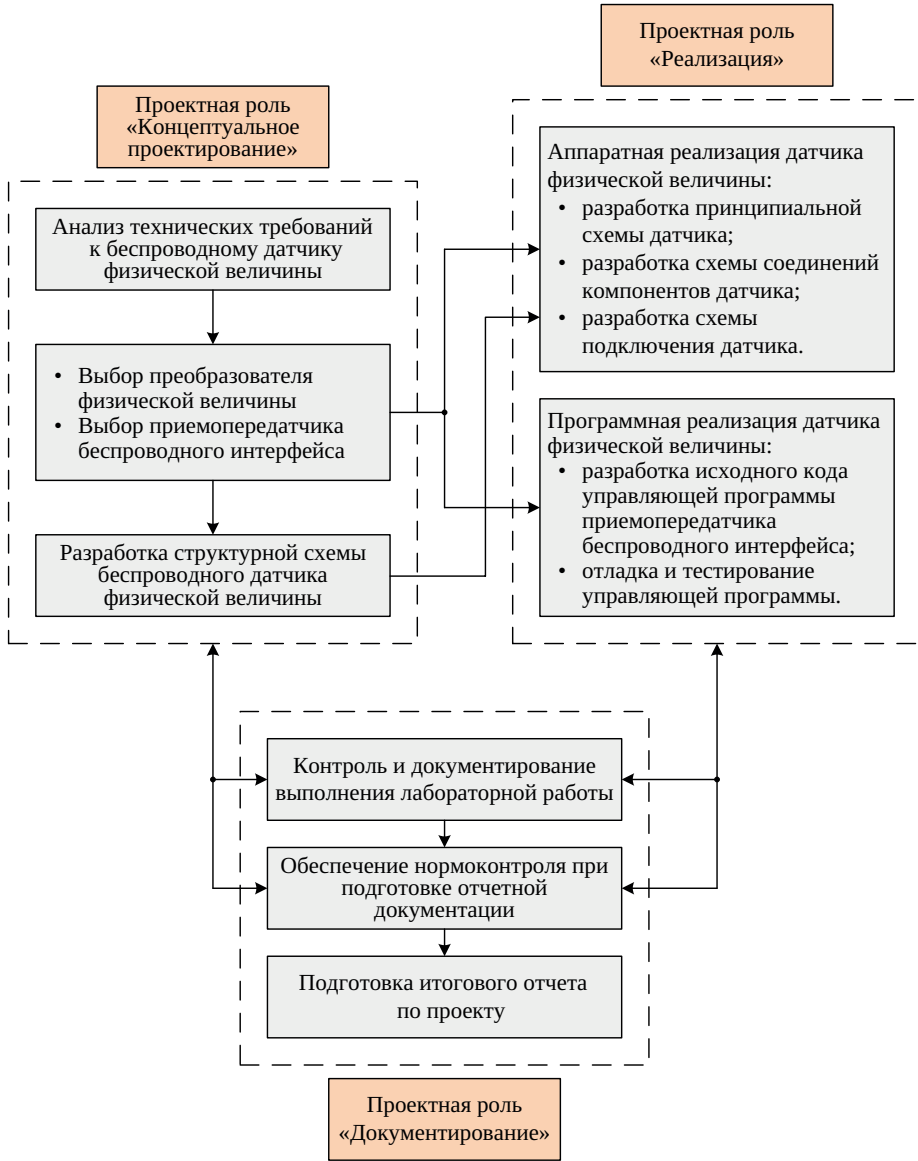 Проектная роль
«Концептуальное
проектирование»
Анализ технических требований
к беспроводному датчику
физической величины
• Выбор преобразователя
физической величины
• Выбор приемопередатчика
беспроводного интерфейса
Разработка структурной схемы
беспроводного датчика
физической величины
Проектная роль
«Реализация»
Аппаратная реализация датчика
физической величины:
• разработка принципиальной
схемы датчика;
• разработка схемы соединений
компонентов датчика;
• разработка схемы
подключения датчика.
Программная реализация датчика
физической величины:
• разработка исходного кода
управляющей программы
приемопередатчика
беспроводного интерфейса;
• отладка и тестирование
управляющей программы.
Контроль и документирование
выполнения лабораторной работы
Обеспечение нормоконтроля при
подготовке отчетной
документации
Подготовка итогового отчета
по проекту
Проектная роль
«Документирование»